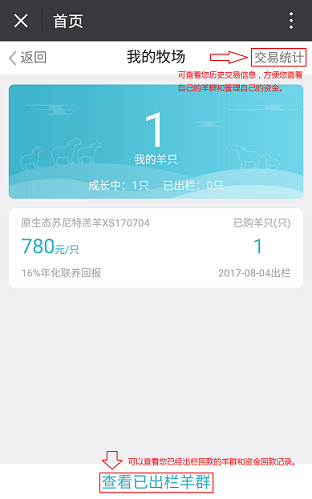 首页
返回
我的牧场
交易统计
可查看您历史交易信息，方便您查看
自己的羊群和管理自己的资金。
1
我的羊只
成长中：1只 已出栏：0只
原生态苏尼特羔羊XS170704
已购羊只(只)
780元/只
1
16%年化联养回报
2017-08-04出栏
可以查看您已经出栏回款的羊群和资金回款记录。
查看已出栏羊群